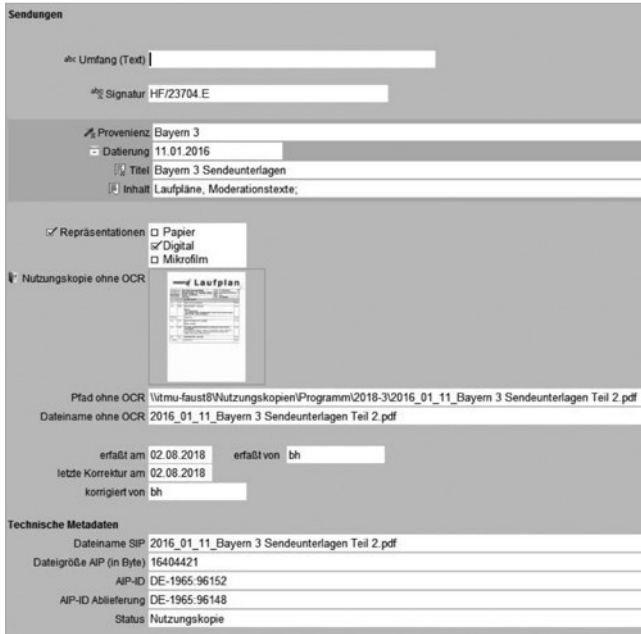 Sendungen
abc Umfang (Text)
abc Signatur HF/23704.E
Provenienz Bayern 3
Datierung 11.01.2016
Titel Bayern 3 Sendeunterlagen
Inhalt Laufpläne, Moderationstexte;
Repräsentationen Papier
Digital
Mikrofilm
Nutzungskopie ohne OCR
Laufplan
Pfad ohne OCR \\itmu-faust8\Nutzungskopien\Programm\2018-3\2016_01_11_Bayern 3 Sendeunterlagen Teil 2.pdf
Dateiname ohne OCR 2016_01_11_Bayern 3 Sendeunterlagen Teil 2.pdf
erfaßt am 02.08.2018 erfaßt von bh
letzte Korrektur am 02.08.2018
korrigiert von bh
Technische Metadaten
Dateiname SIP 2016_01_11_Bayern 3 Sendeunterlagen Teil 2.pdf
Dateigröße AIP (in Byte) 16404421
AIP-ID DE-1965:96152
AIP-ID Ablieferung DE-1965:96148
Status Nutzungskopie